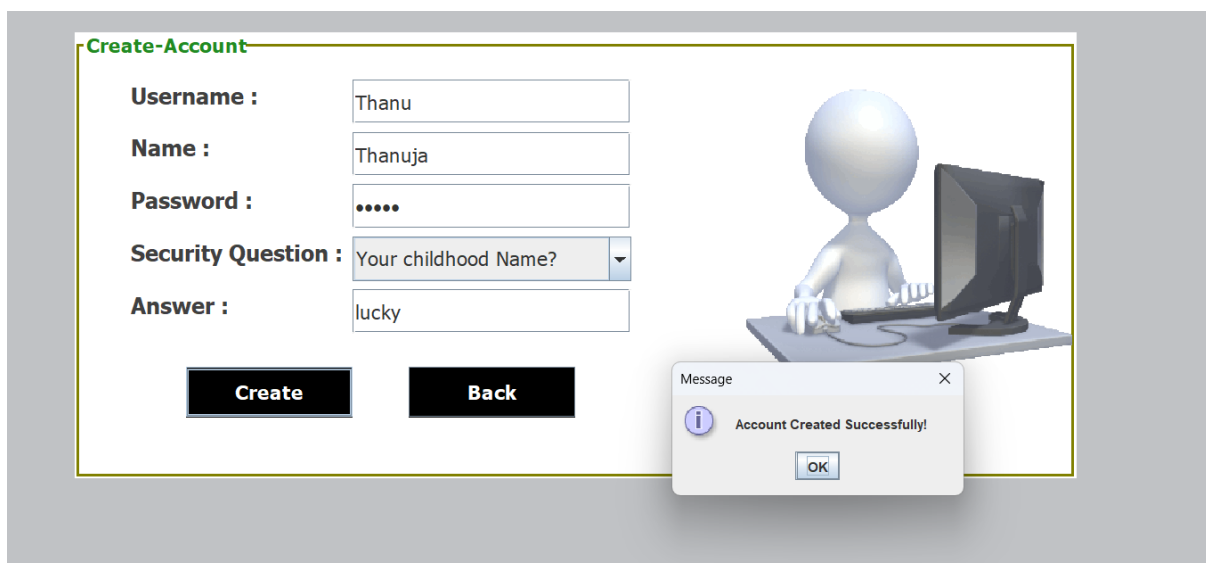 Create-Account
Username : Thanu
Name : Thanuja
Password : •••••
Security Question : Your childhood Name?
Answer : lucky
Create Back
Message
Account Created Successfully!
OK